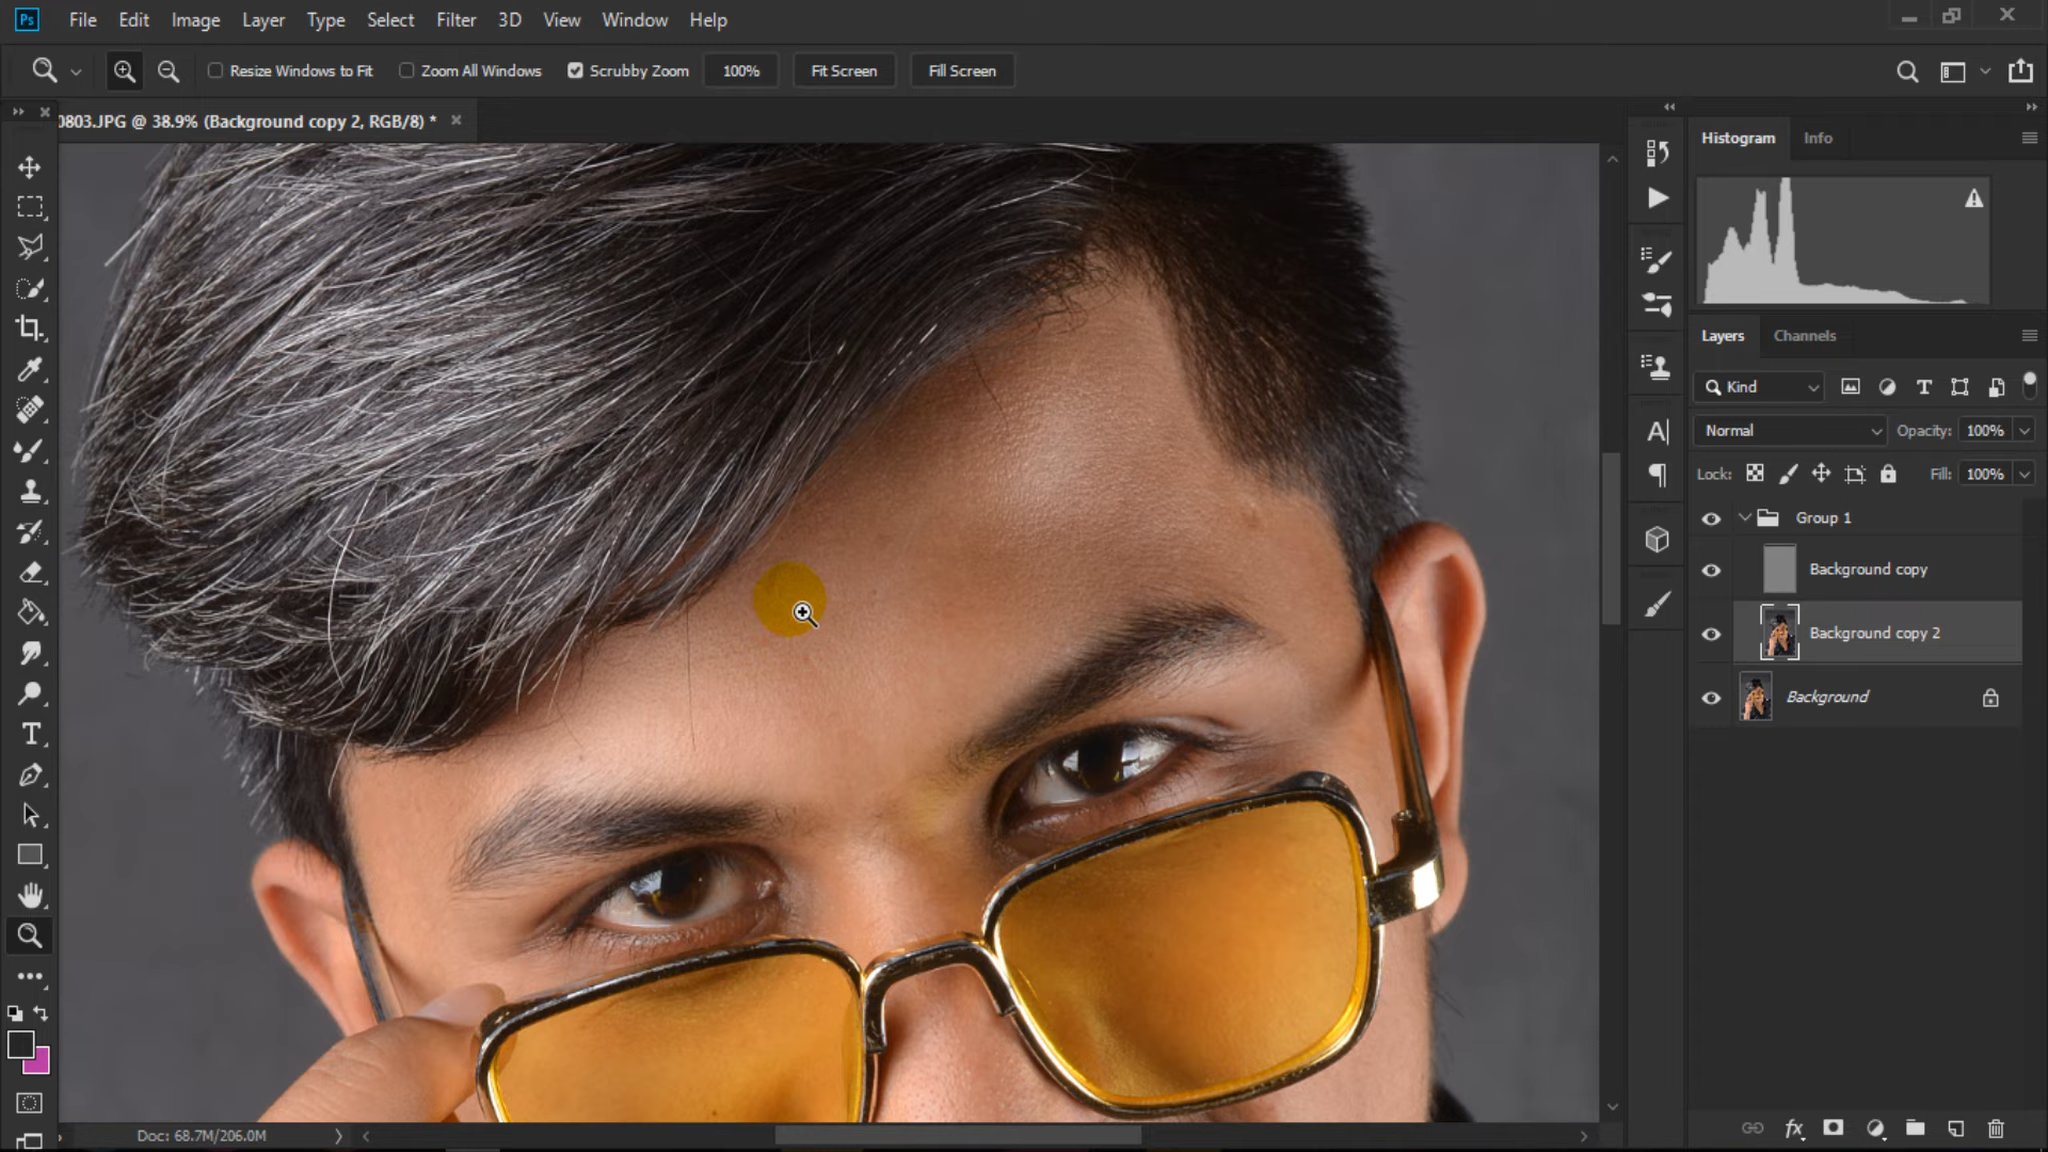 Ps File Edit Image Layer Type Select Filter 3D View Window Help
Resize Windows to Fit Zoom All Windows Scrubby Zoom 100% Fit Screen Fill Screen
0803.JPG @ 38.9% (Background copy 2, RGB/8) *
Histogram Info
Layers Channels
Kind
Normal Opacity: 100%
Lock: Fill: 100%
Group 1
Background copy
Background copy 2
Background
Doc: 68.7M/206.0M